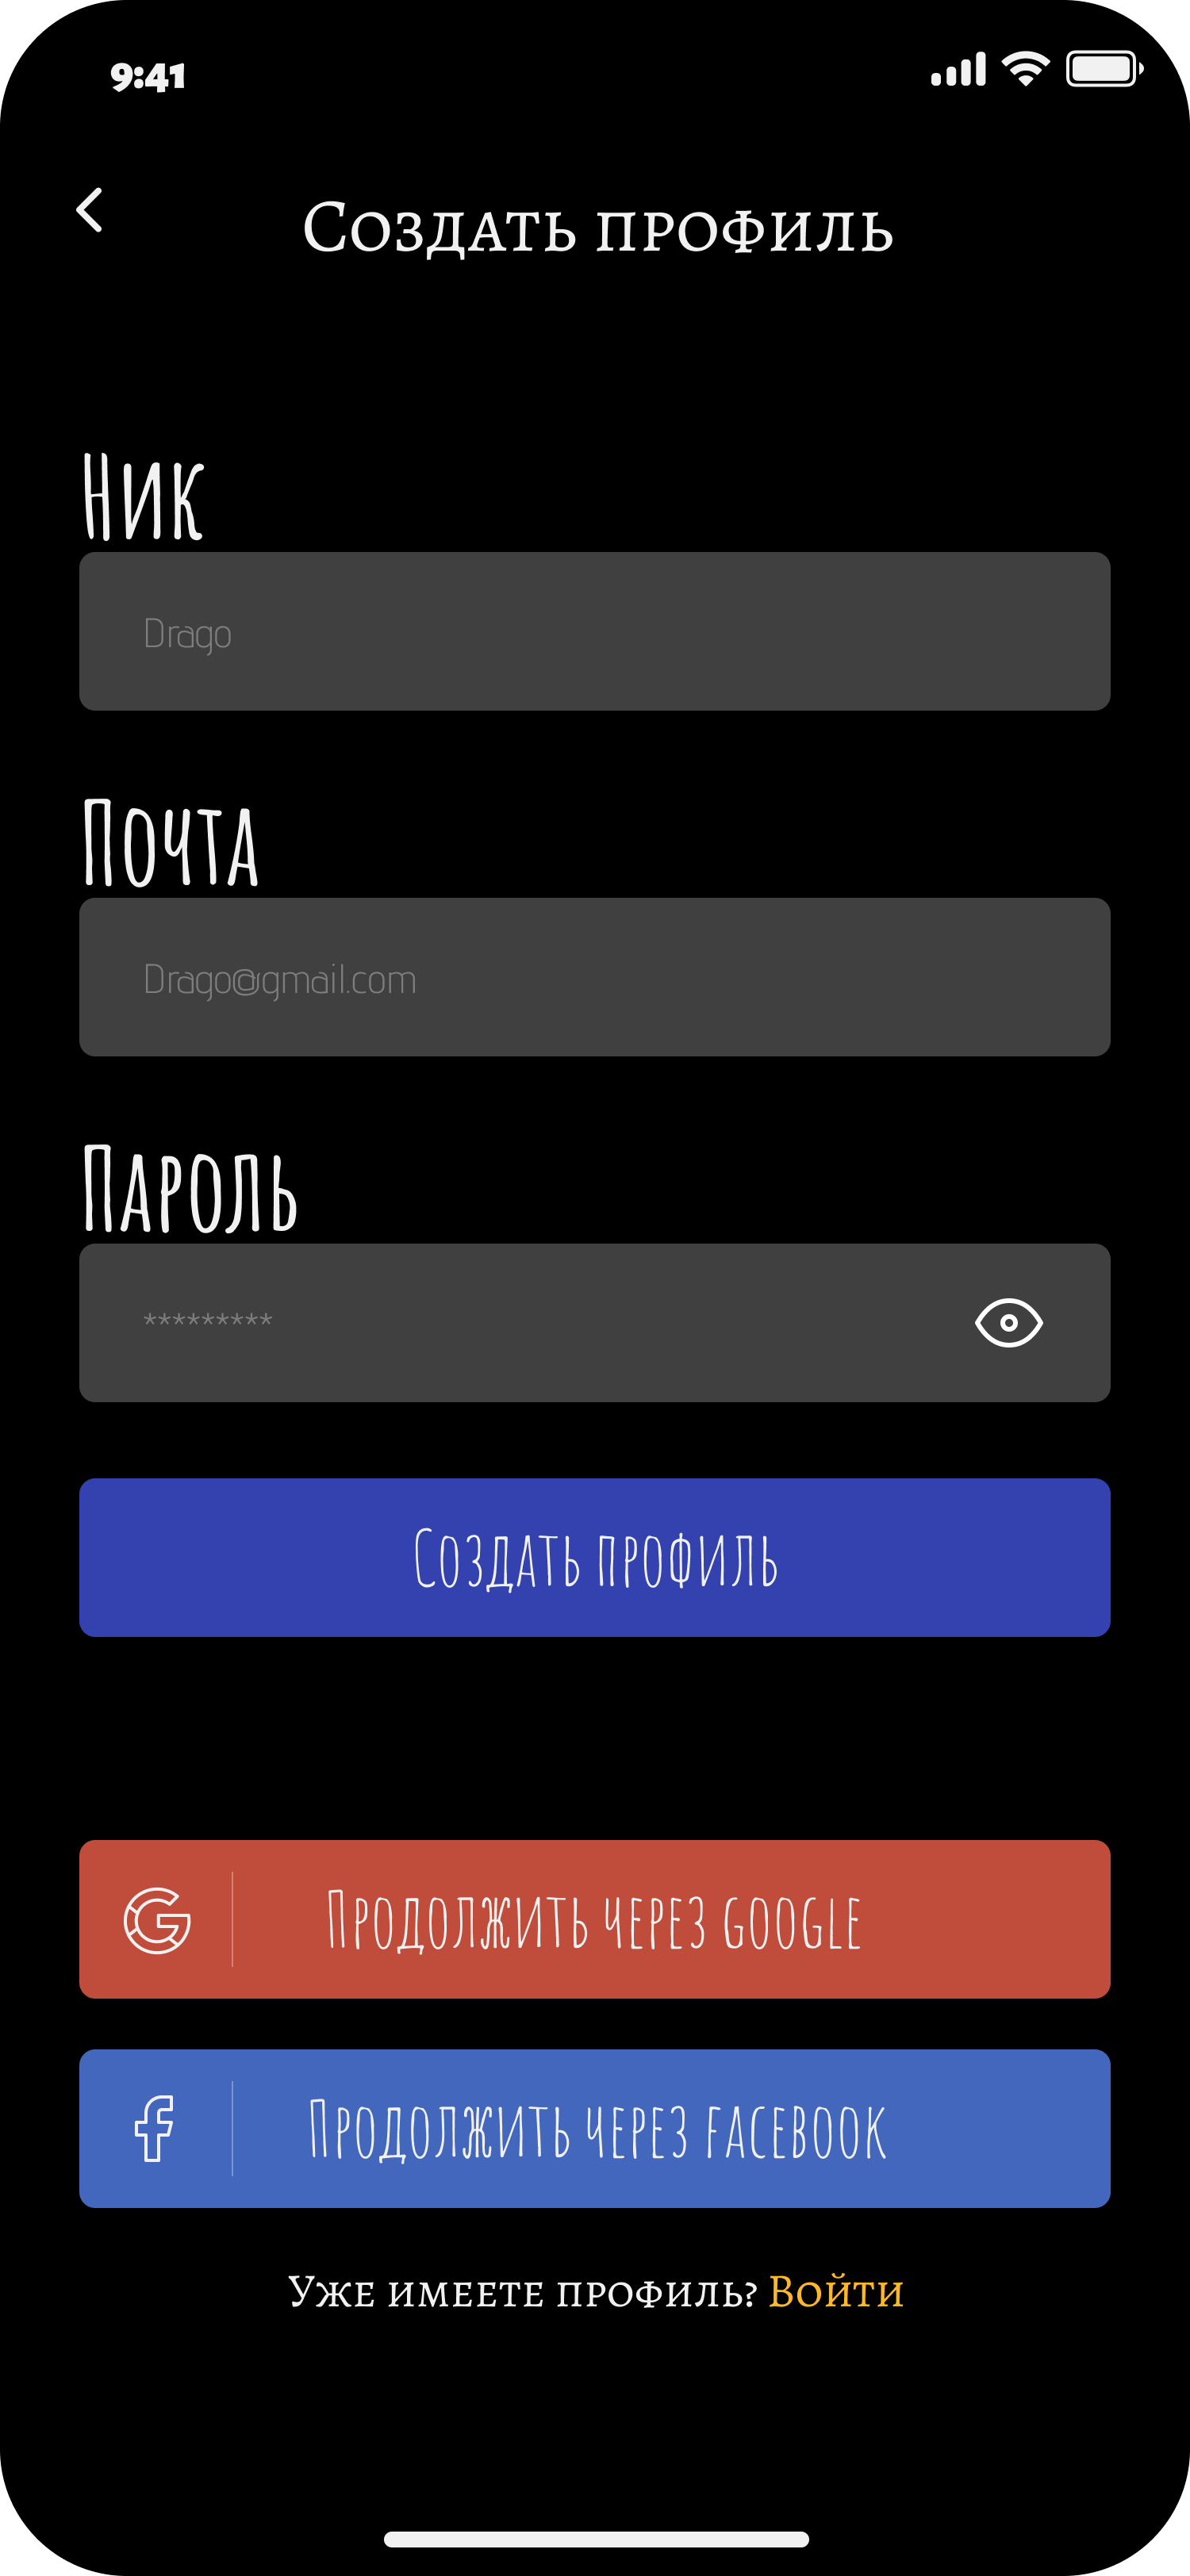 9:41
Создать профиль
Ник
Drago
Почта
Drago@gmail.com
Пароль
*********
Создать профиль
Продолжить через google
Продолжить через facebook
Уже имеете профиль? Войти